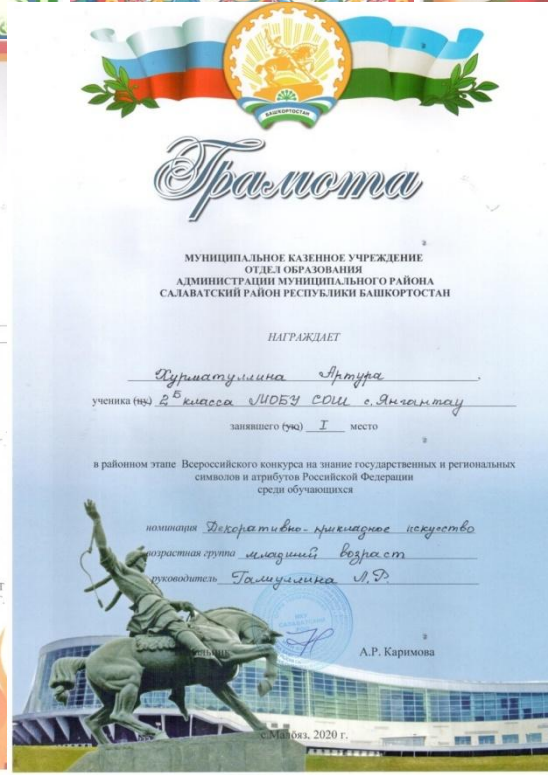 БАШКОРТОСТАН
Грамота
МУНИЦИПАЛЬНОЕ КАЗЕННОЕ УЧРЕЖДЕНИЕ
ОТДЕЛ ОБРАЗОВАНИЯ
АДМИНИСТРАЦИИ МУНИЦИПАЛЬНОГО РАЙОНА
САЛАВАТСКИЙ РАЙОН РЕСПУБЛИКИ БАШКОРТОСТАН
НАГРАЖДАЕТ
Хурматуллина Артура
ученика (цу) 2 Б класса МОБУ СОШ с. Янгантау
занявшего (ую) I место
в районном этапе Всероссийского конкурса на знание государственных и региональных
символов и атрибутов Российской Федерации
среди обучающихся
номинация Декоративно-прикладное искусство
возрастная группа младший возраст
руководитель Галиуллина Л.Р.
А.Р. Каримова
с.Малояз, 2020 г.